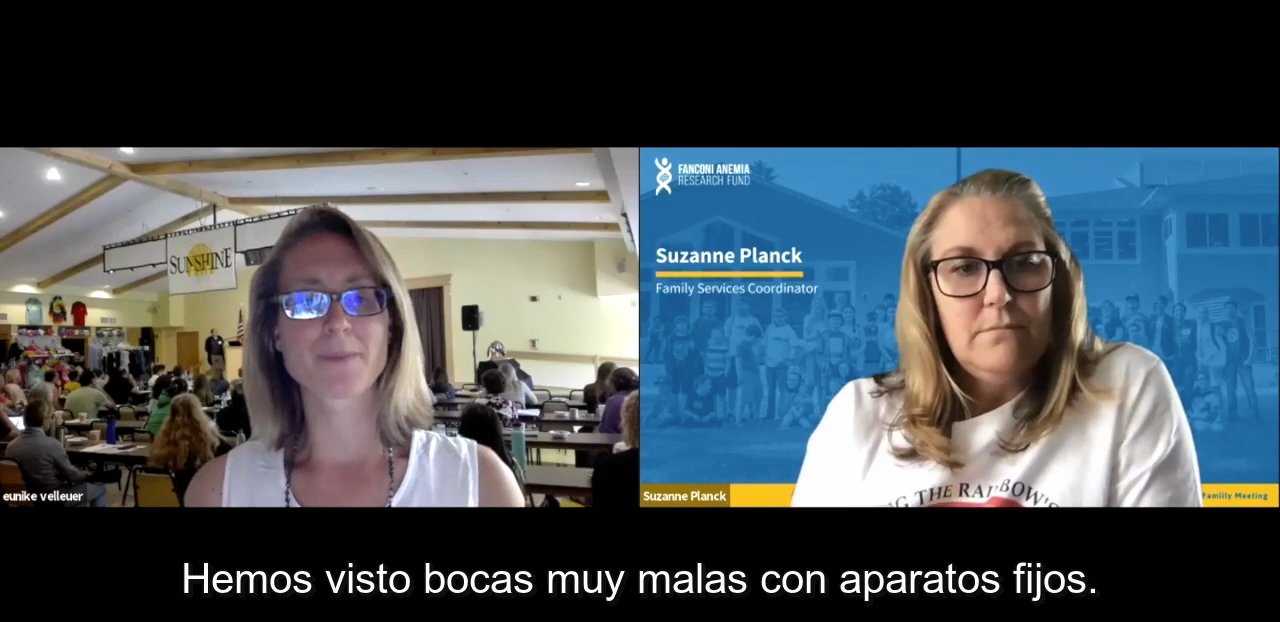 SUNSHINE
eunike velleuer
FANCONI ANEMIA
RESEARCH FUND
Suzanne Planck
Family Services Coordinator
Suzanne Planck
THE RAINBOW'S
Family Meeting
Hemos visto bocas muy malas con aparatos fijos.